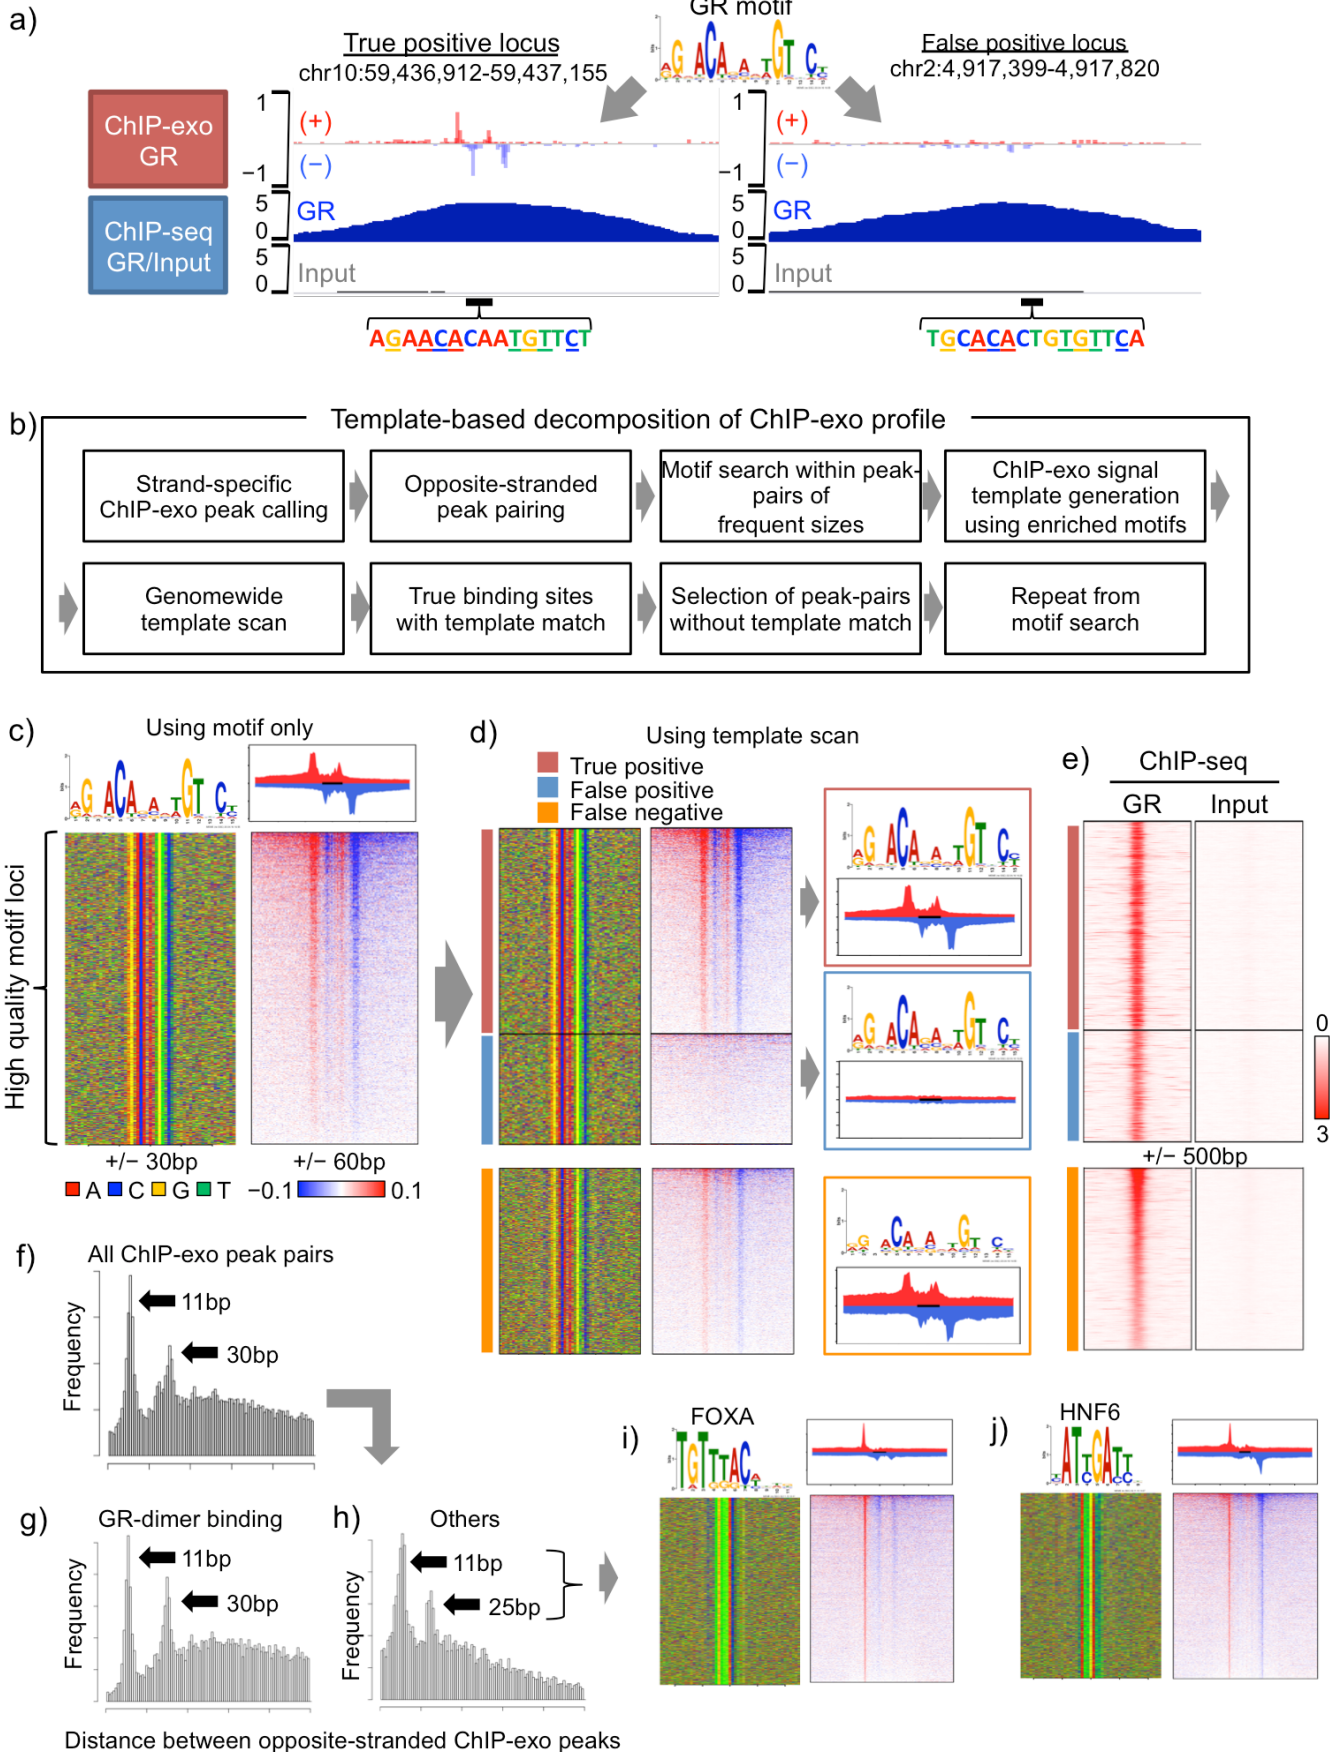 a)
GR motif
True positive locus
chr10:59,436,912-59,437,155
False positive locus
chr2:4,917,399-4,917,820
ChIP-exo
GR
1
(+)
(−)
−1
1
(+)
(−)
−1
ChIP-seq
GR/Input
5
0
GR
5
0
Input
5
0
GR
5
0
Input
AGAACACAATGTTCT
TGCACACTGTGTTCA
b)
Template-based decomposition of ChIP-exo profile
Strand-specific
ChIP-exo peak calling
Opposite-stranded
peak pairing
Motif search within peak-
pairs of
frequent sizes
ChIP-exo signal
template generation
using enriched motifs
Genomewide
template scan
True binding sites
with template match
Selection of peak-pairs
without template match
Repeat from
motif search
c)
Using motif only
High quality motif loci
+/− 30bp
+/− 60bp
A C G T
−0.1
0.1
d)
Using template scan
True positive
False positive
False negative
e)
ChIP-seq
GR
Input
0
3
+/− 500bp
f)
All ChIP-exo peak pairs
Frequency
11bp
30bp
g)
GR-dimer binding
Frequency
11bp
30bp
h)
Others
Frequency
11bp
25bp
Distance between opposite-stranded ChIP-exo peaks
i)
FOXA
j)
HNF6